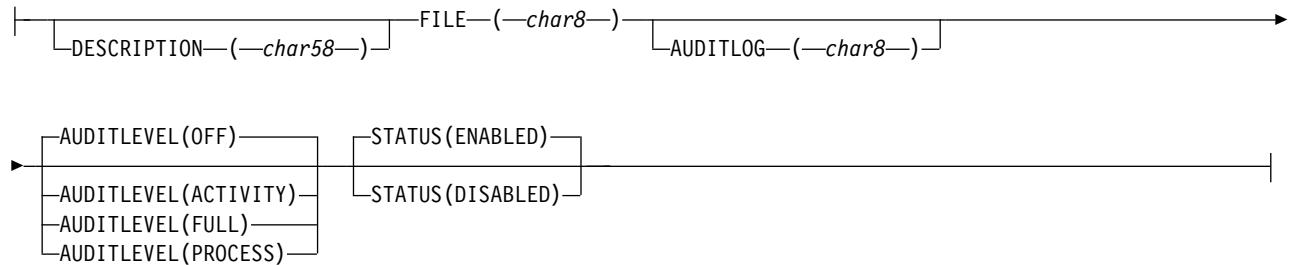 FILE ( char8 )
DESCRIPTION ( char58 )
AUDITLOG ( char8 )
AUDITLEVEL(OFF)
STATUS(ENABLED)
AUDITLEVEL(ACTIVITY)
STATUS(DISABLED)
AUDITLEVEL(FULL)
AUDITLEVEL(PROCESS)